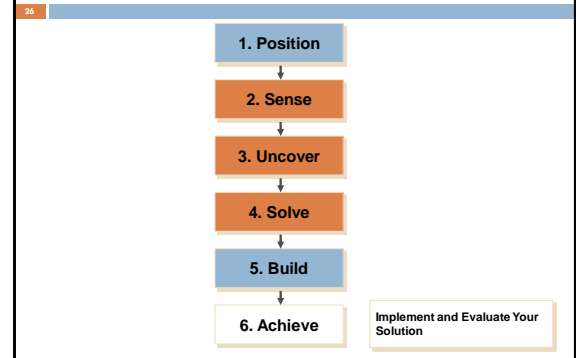 26
1. Position
2. Sense
3. Uncover
4. Solve
5. Build
6. Achieve
Implement and Evaluate Your
Solution